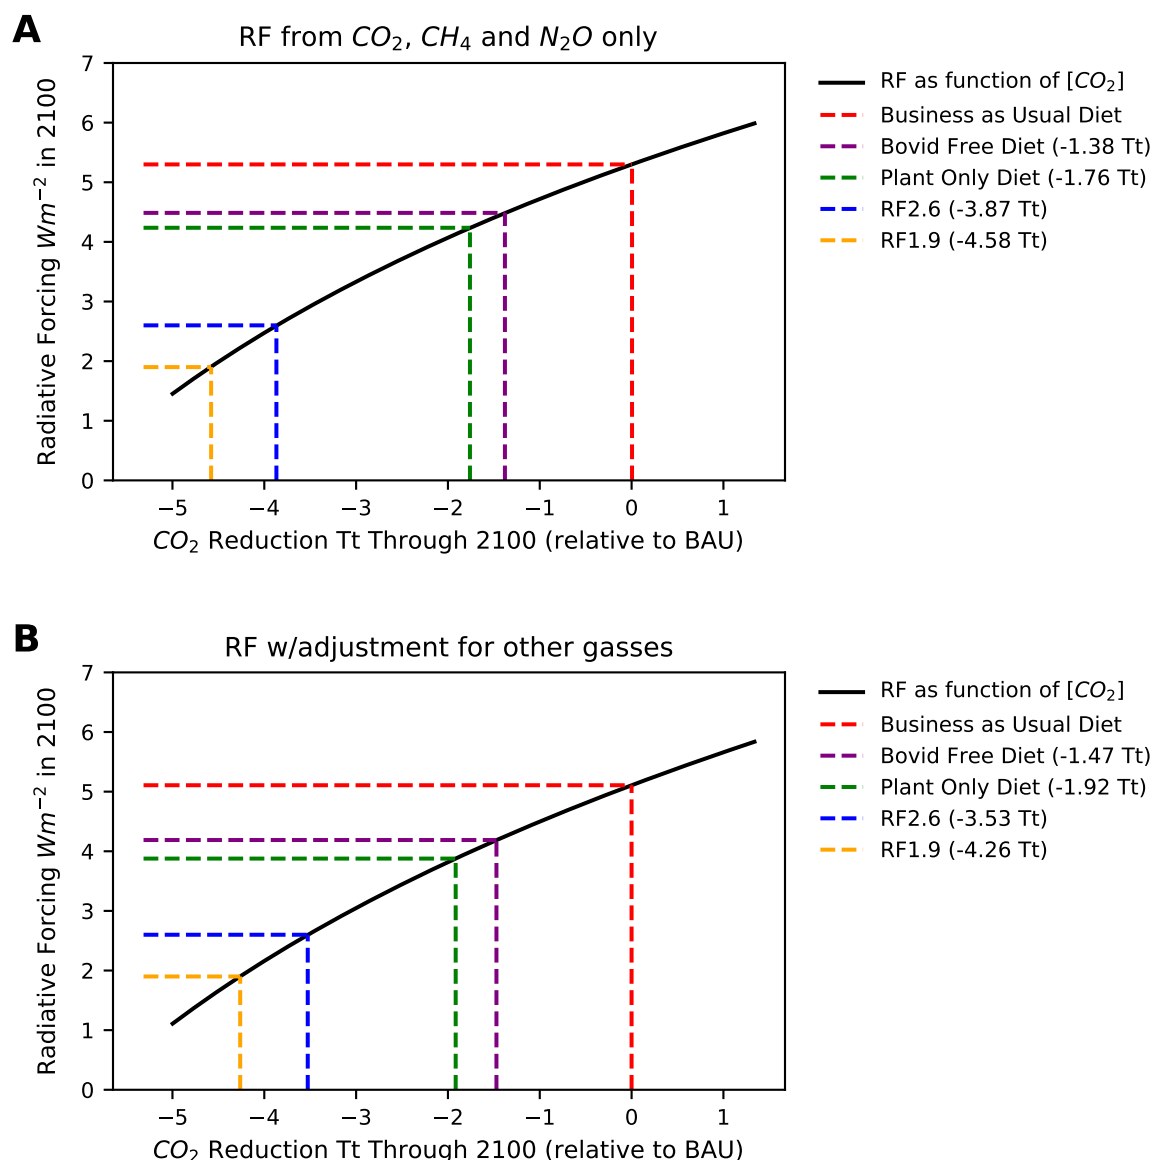 A
RF from CO2, CH4 and N2O only
Radiative Forcing Wm−2 in 2100
7
6
5
4
3
2
1
0
−5 −4 −3 −2 −1 0 1
CO2 Reduction Tt Through 2100 (relative to BAU)
RF as function of [CO2]
Business as Usual Diet
Bovid Free Diet (-1.38 Tt)
Plant Only Diet (-1.76 Tt)
RF2.6 (-3.87 Tt)
RF1.9 (-4.58 Tt)
B
RF w/adjustment for other gasses
Radiative Forcing Wm−2 in 2100
7
6
5
4
3
2
1
0
−5 −4 −3 −2 −1 0 1
CO2 Reduction Tt Through 2100 (relative to BAU)
RF as function of [CO2]
Business as Usual Diet
Bovid Free Diet (-1.47 Tt)
Plant Only Diet (-1.92 Tt)
RF2.6 (-3.53 Tt)
RF1.9 (-4.26 Tt)